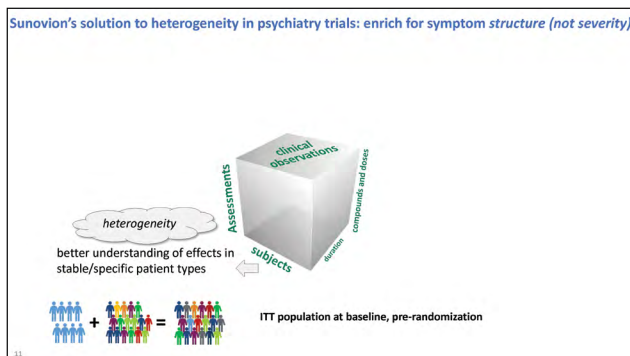 Sunovion's solution to heterogeneity in psychiatry trials: enrich for symptom structure (not severity)
clinical
observations
Assessments
compounds and doses
subjects
duration
heterogeneity
better understanding of effects in
stable/specific patient types
+
=
ITT population at baseline, pre-randomization
11